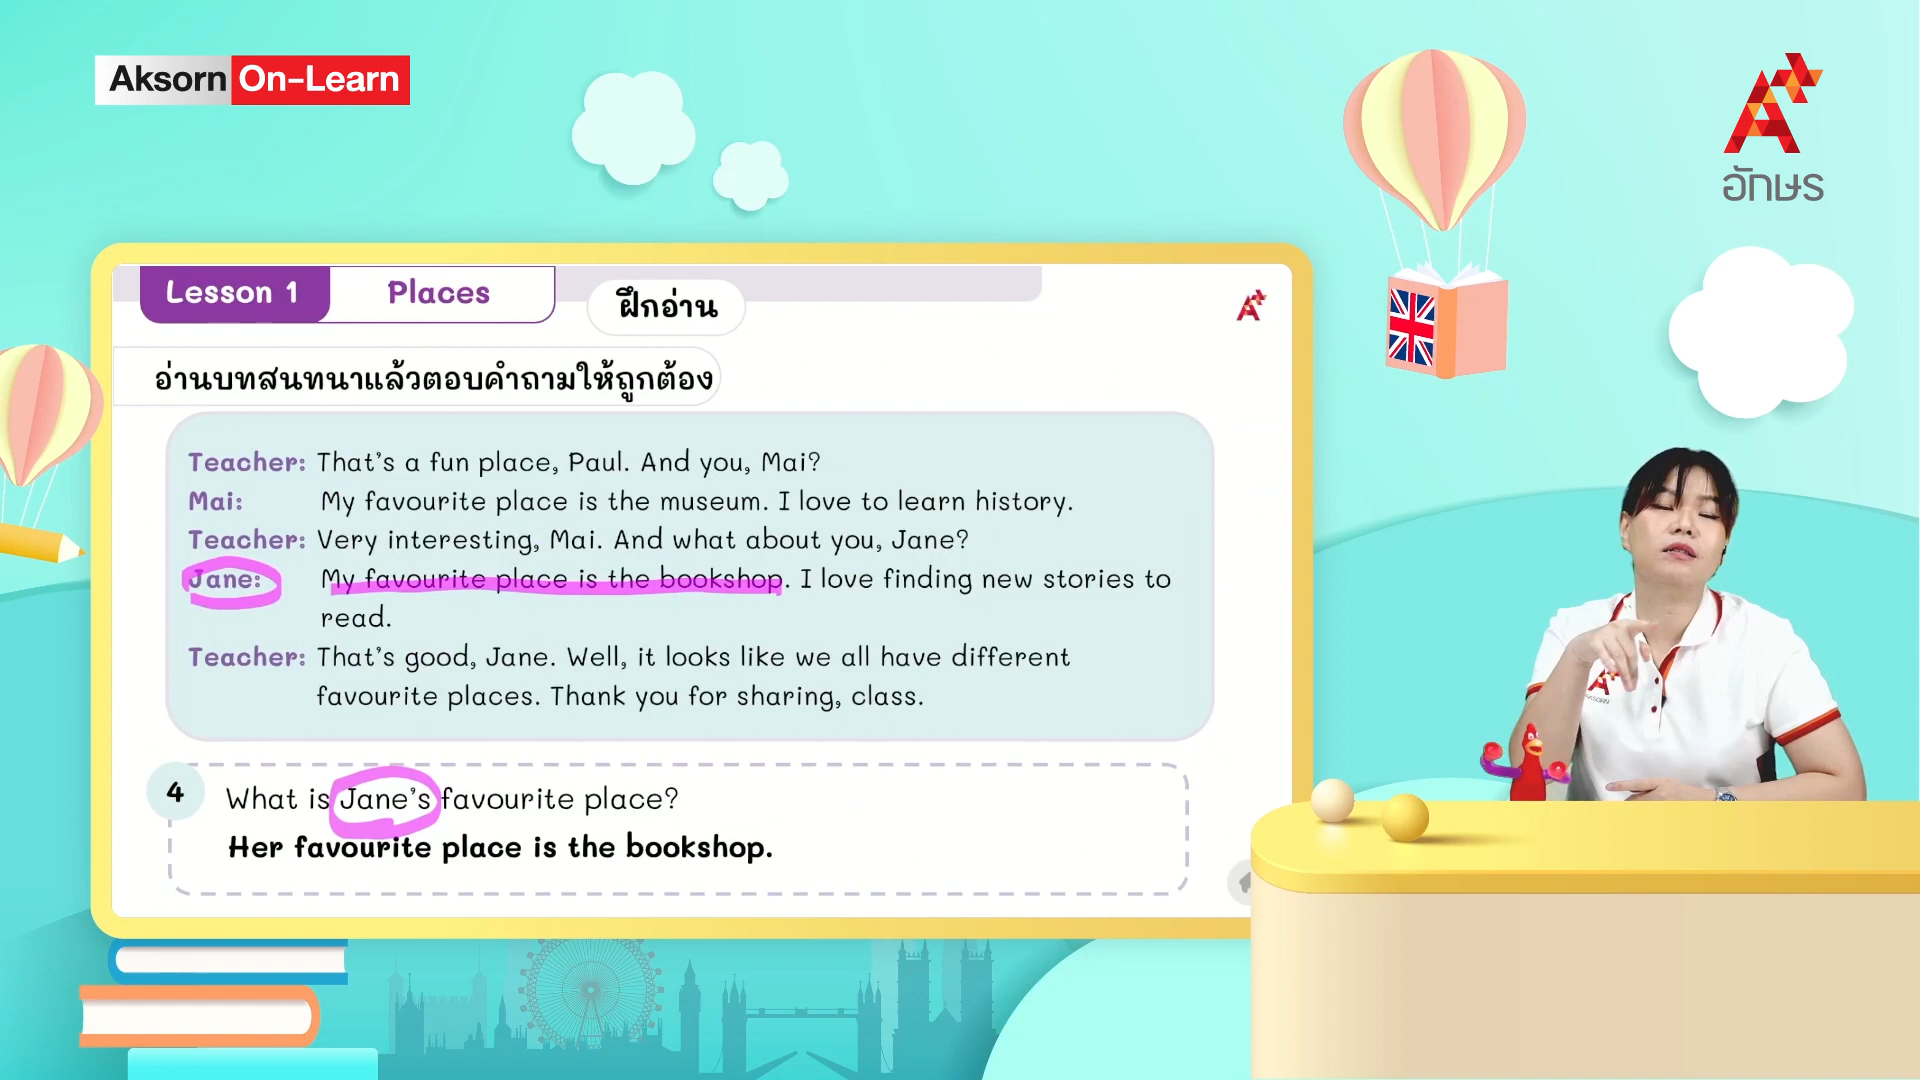 Aksorn On-Learn
อักษร
Lesson 1 Places ฝึกอ่าน
อ่านบทสนทนาแล้วตอบคำถามให้ถูกต้อง
Teacher: That's a fun place, Paul. And you, Mai?
Mai: My favourite place is the museum. I love to learn history.
Teacher: Very interesting, Mai. And what about you, Jane?
Jane: My favourite place is the bookshop. I love finding new stories to
read.
Teacher: That's good, Jane. Well, it looks like we all have different
favourite places. Thank you for sharing, class.
4 What is Jane's favourite place?
Her favourite place is the bookshop.
AKSORN